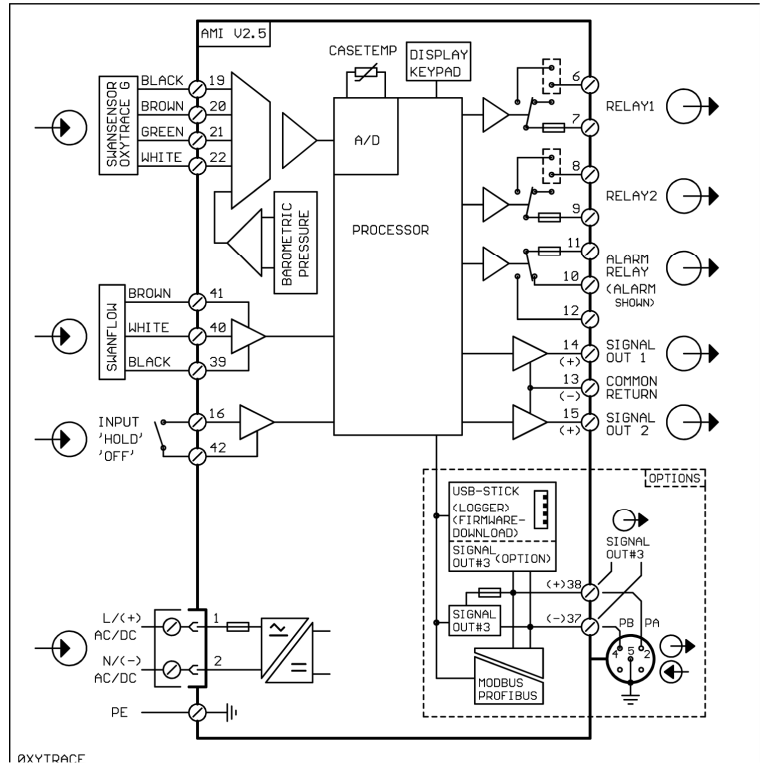 AMI V2.5
CASETEMP
DISPLAY
KEYPAD
A/D
PROCESSOR
SWANSENSOR
OXYTRACE G
BLACK 19
BROWN 20
GREEN 21
WHITE 22
BAROMETRIC
PRESSURE
SWANFLOW
BROWN 41
WHITE 40
BLACK 39
INPUT
'HOLD'
'OFF'
16
42
L/(+)
AC/DC
1
N/(-)
AC/DC
2
PE
6
RELAY1
7
8
RELAY2
9
11
ALARM
RELAY
(ALARM
SHOWN)
10
12
14
(+)
SIGNAL
OUT 1
13
(-)
COMMON
RETURN
15
(+)
SIGNAL
OUT 2
OPTIONS
USB-STICK
(LOGGER)
(FIRMWARE-
DOWNLOAD)
SIGNAL
OUT#3 (OPTION)
SIGNAL
OUT#3
(+)38
SIGNAL
OUT#3
(-)37
PB PA
4 5 2
MODBUS
PROFIBUS
OXYTRACE